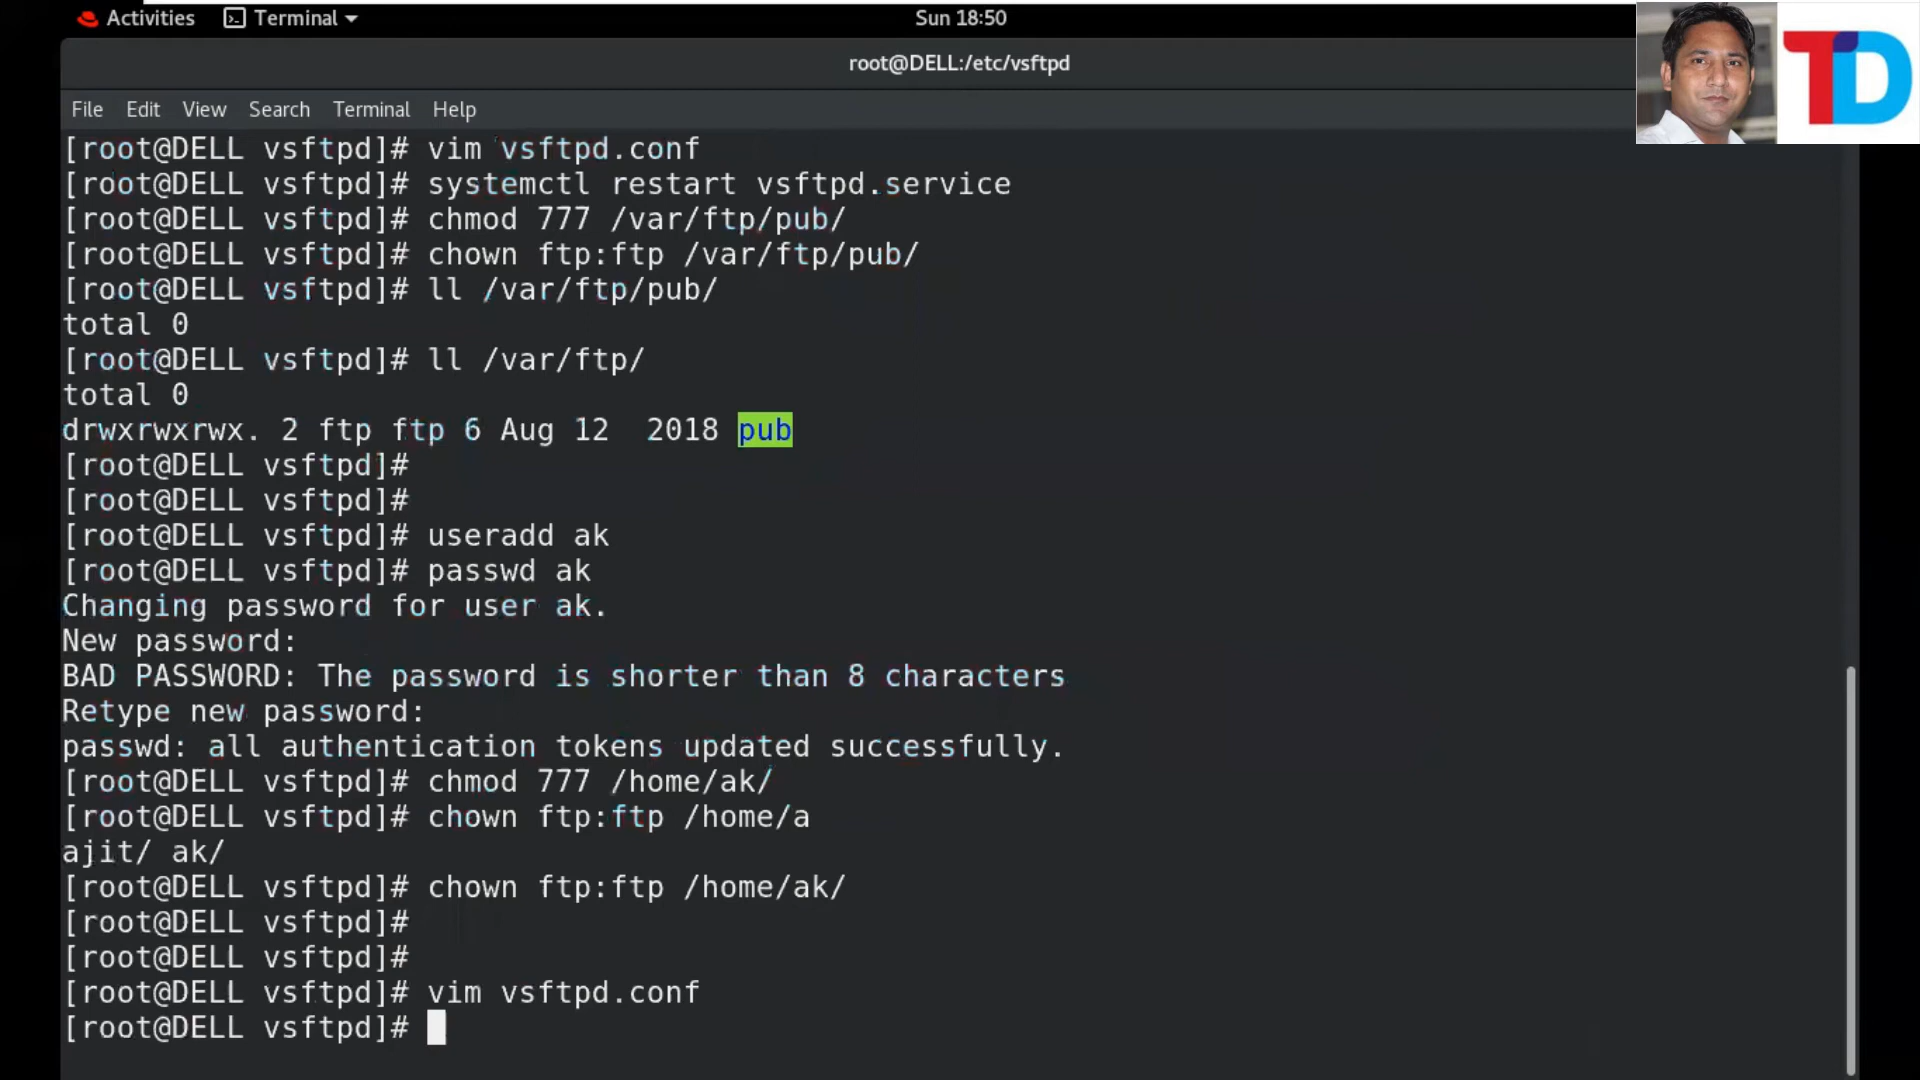 Activities Terminal Sun 18:50
root@DELL:/etc/vsftpd
File Edit View Search Terminal Help
[root@DELL vsftpd]# vim vsftpd.conf
[root@DELL vsftpd]# systemctl restart vsftpd.service
[root@DELL vsftpd]# chmod 777 /var/ftp/pub/
[root@DELL vsftpd]# chown ftp:ftp /var/ftp/pub/
[root@DELL vsftpd]# ll /var/ftp/pub/
total 0
[root@DELL vsftpd]# ll /var/ftp/
total 0
drwxrwxrwx. 2 ftp ftp 6 Aug 12  2018 pub
[root@DELL vsftpd]#
[root@DELL vsftpd]#
[root@DELL vsftpd]# useradd ak
[root@DELL vsftpd]# passwd ak
Changing password for user ak.
New password:
BAD PASSWORD: The password is shorter than 8 characters
Retype new password:
passwd: all authentication tokens updated successfully.
[root@DELL vsftpd]# chmod 777 /home/ak/
[root@DELL vsftpd]# chown ftp:ftp /home/a
ajit/ ak/
[root@DELL vsftpd]# chown ftp:ftp /home/ak/
[root@DELL vsftpd]#
[root@DELL vsftpd]#
[root@DELL vsftpd]# vim vsftpd.conf
[root@DELL vsftpd]#
TD